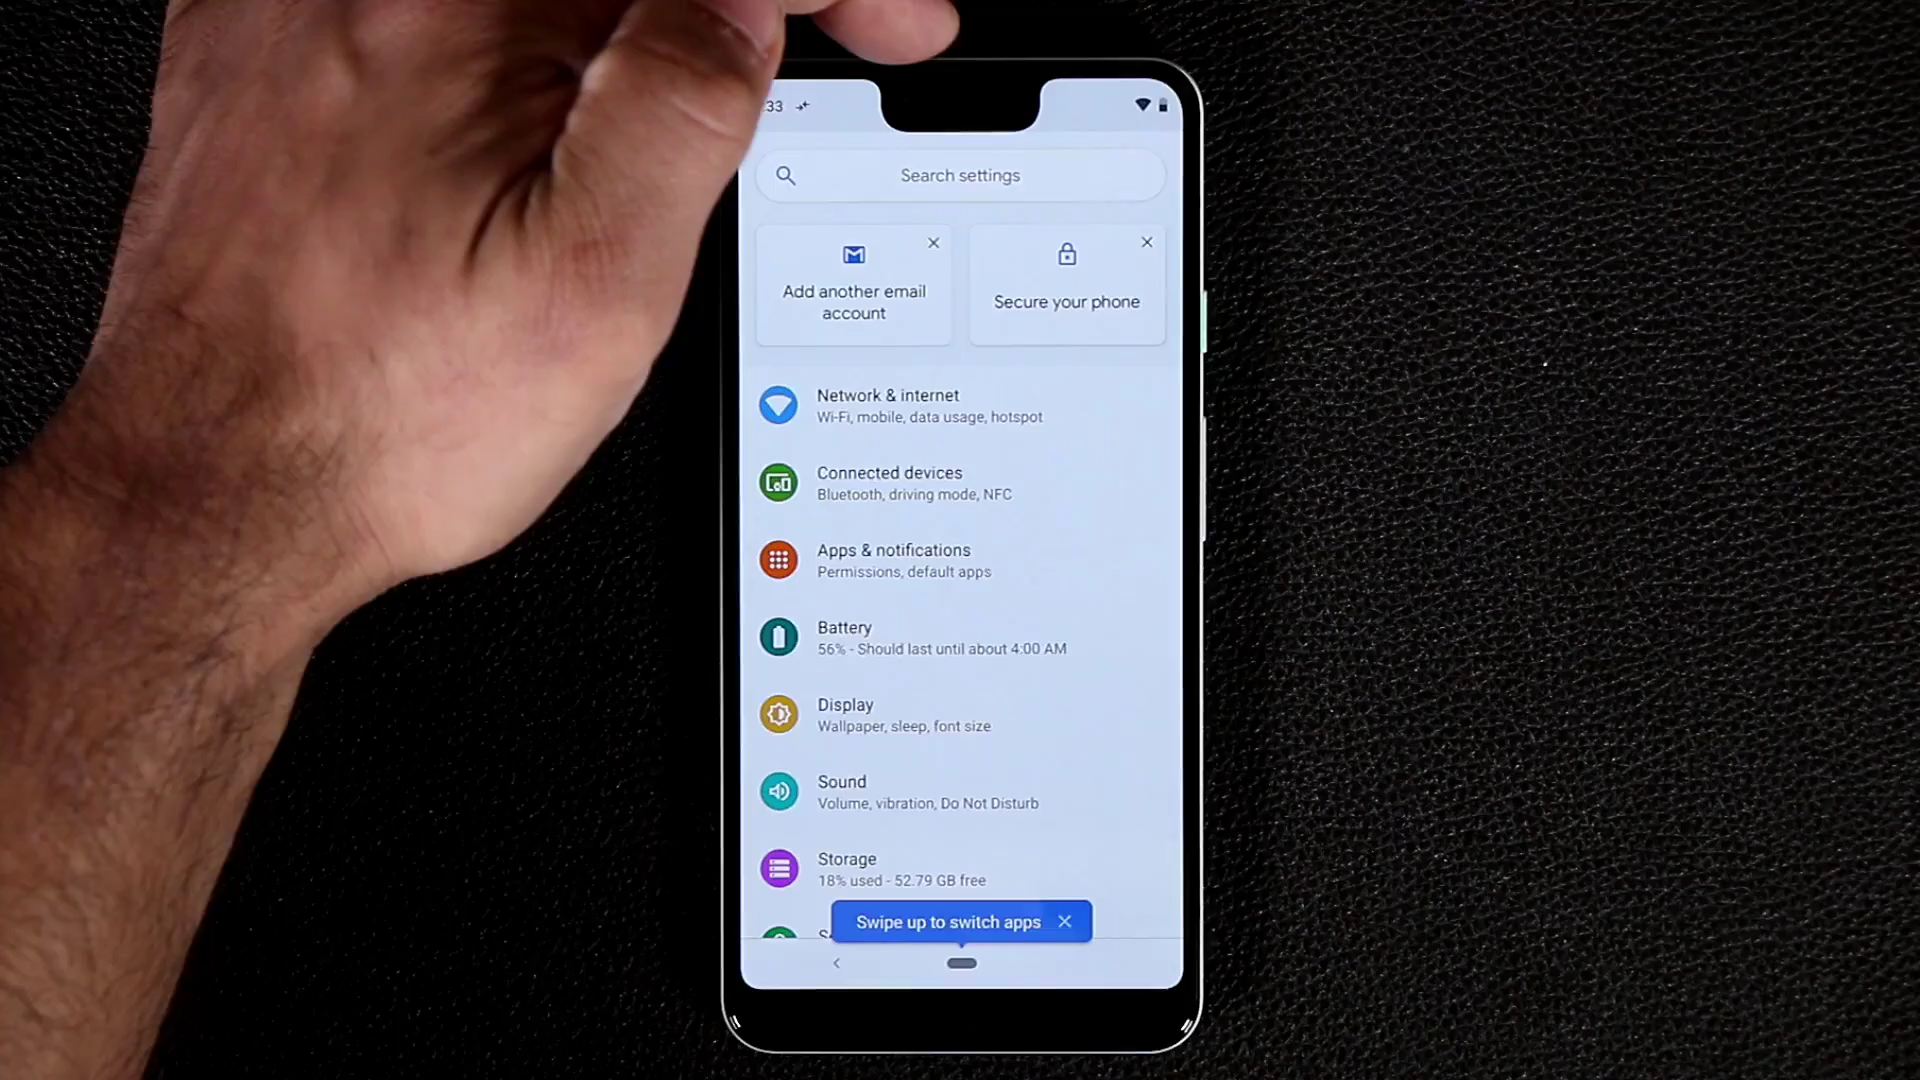 33
Search settings
Add another email
account
Secure your phone
Network & internet
Wi-Fi, mobile, data usage, hotspot
Connected devices
Bluetooth, driving mode, NFC
Apps & notifications
Permissions, default apps
Battery
56% - Should last until about 4:00 AM
Display
Wallpaper, sleep, font size
Sound
Volume, vibration, Do Not Disturb
Storage
18% used - 52.79 GB free
Swipe up to switch apps